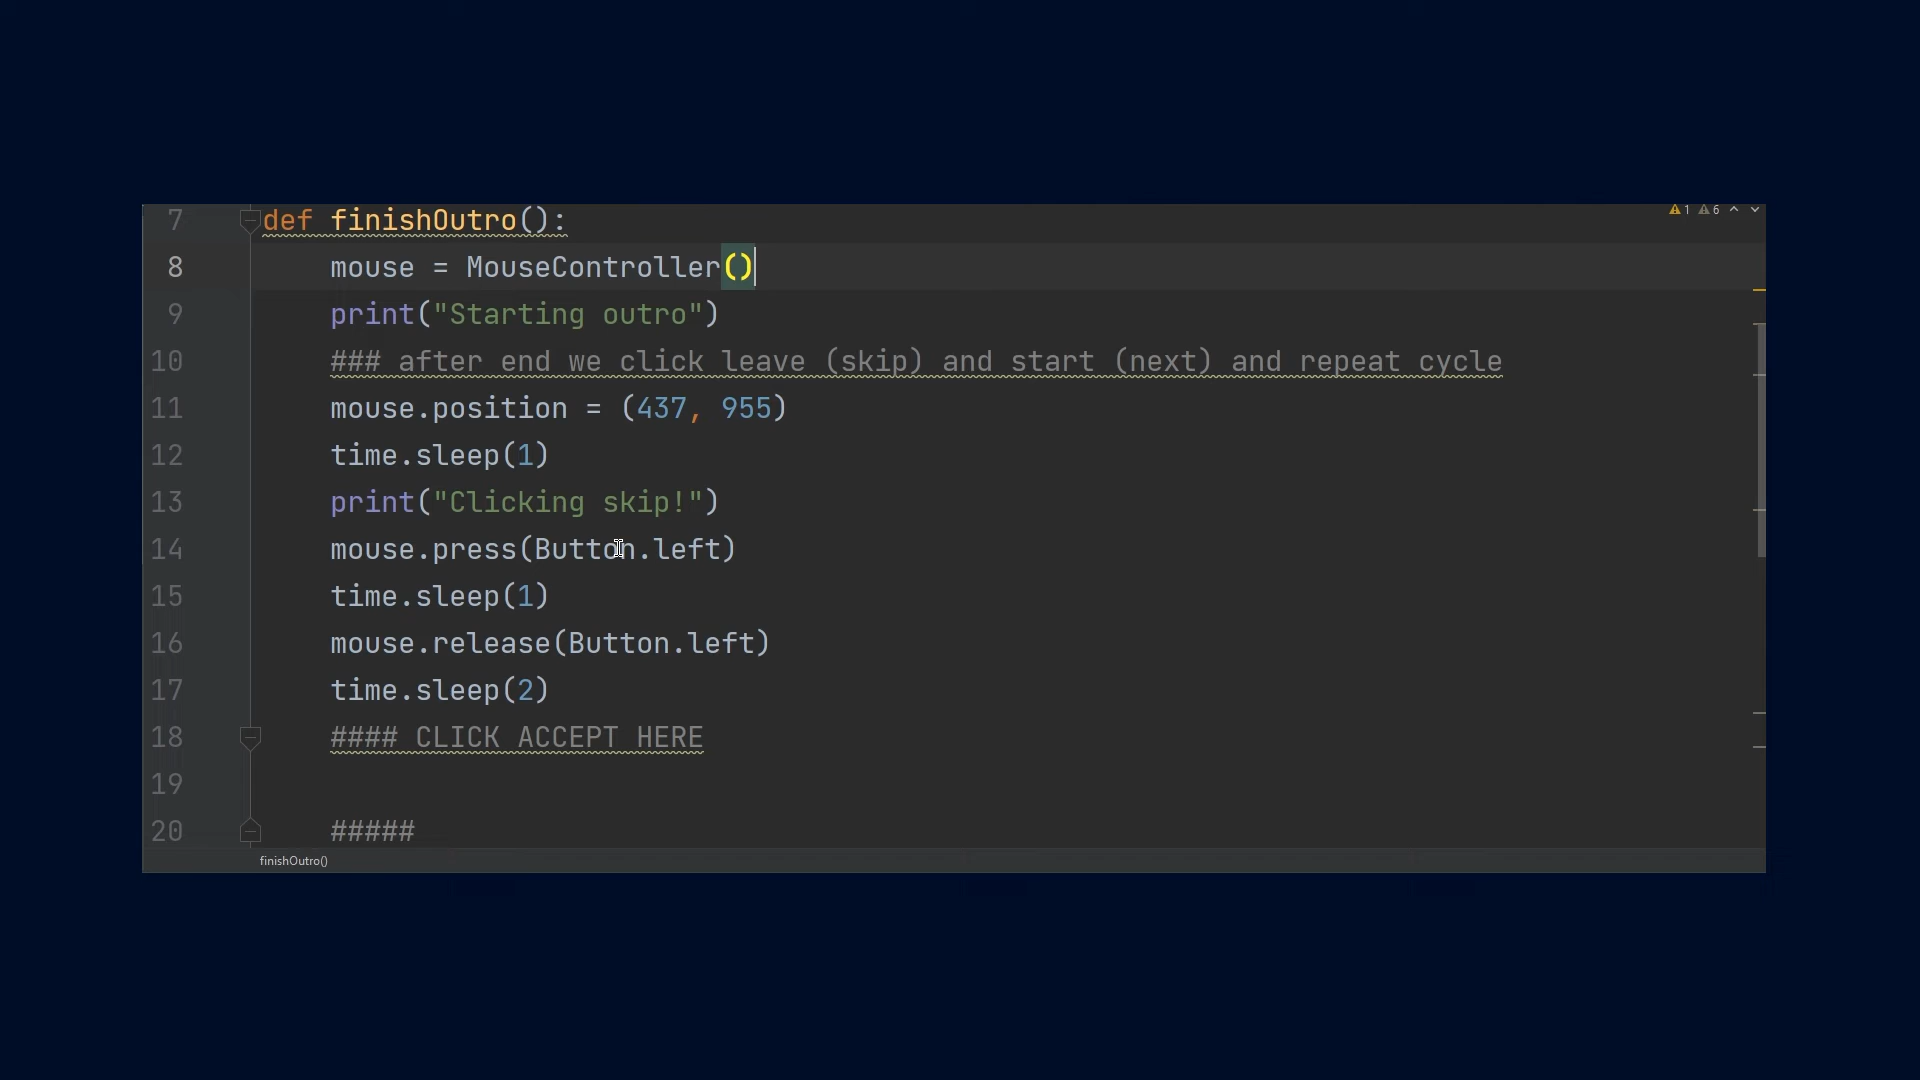 1 6
7 def finishOutro():
8 mouse = MouseController()
9 print("Starting outro")
10 ### after end we click leave (skip) and start (next) and repeat cycle
11 mouse.position = (437, 955)
12 time.sleep(1)
13 print("Clicking skip!")
14 mouse.press(Button.left)
15 time.sleep(1)
16 mouse.release(Button.left)
17 time.sleep(2)
18 #### CLICK ACCEPT HERE
19
20 #####
finishOutro()